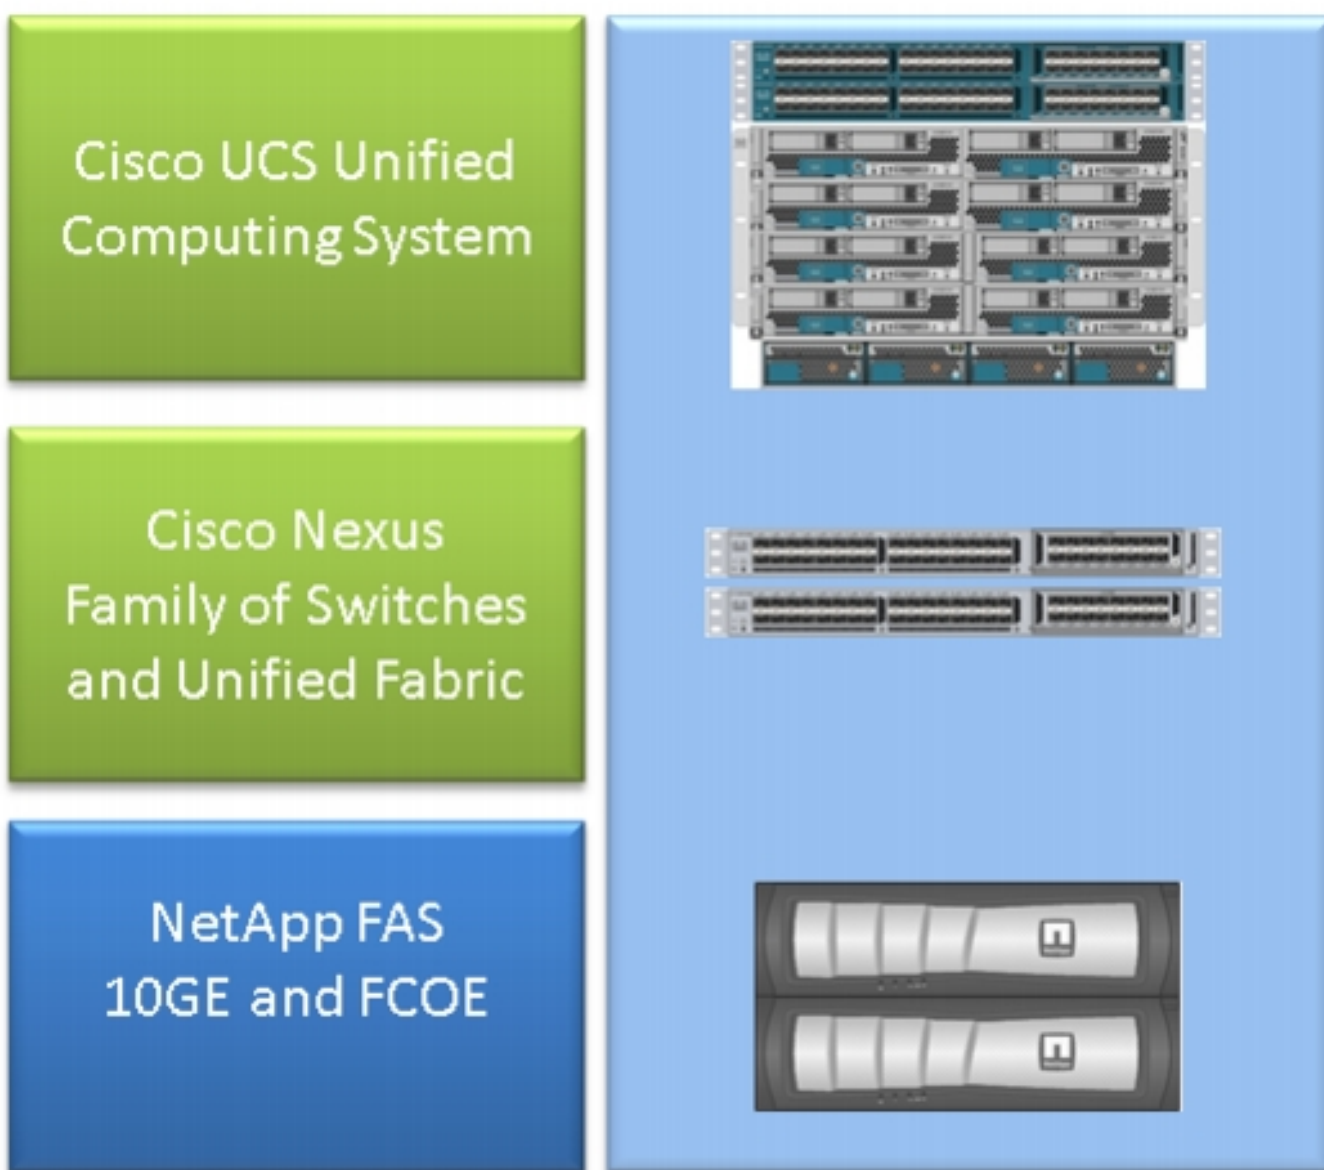 Cisco UCS Unified
Computing System
Cisco Nexus
Family of Switches
and Unified Fabric
NetApp FAS
10GE and FCOE